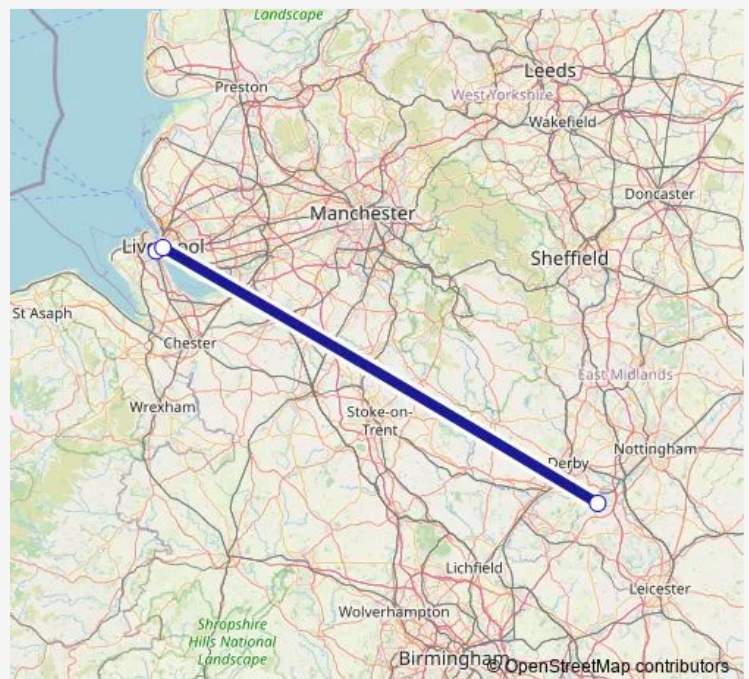 Landscape
Leeds
Preston
West Yorkshire
Wakefield
Doncaster
Manchester
Liverpool
Sheffield
St Asaph
Chester
East Midlands
Wrexham
Stoke-on-
Trent
Nottingham
Derby
Lichfield
Leicester
Wolverhampton
Shropshire
Hills National
Landscape
Birmingham
© OpenStreetMap contributors